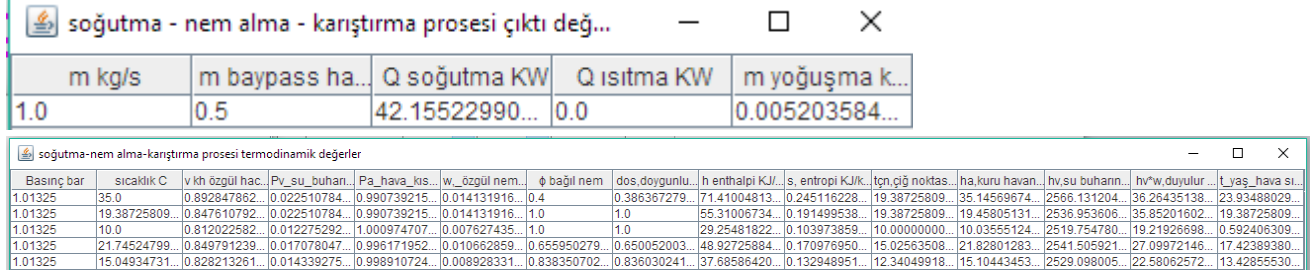 soğutma - nem alma - karıştırma prosesi çıktı değ...
m kg/s m baypass ha... Q soğutma KW Q ısıtma KW m yoğuşma k...
1.0 0.5 42.15522990... 0.0 0.005203584...
soğutma-nem alma-karıştırma prosesi termodinamik değerler
Basınç bar sıcaklık C v kh özgül hac... Pv_su_buharı... Pa_hava_kıs... w,_özgül nem... ϕ bağıl nem dos,doygunlu... h enthalpi KJ/... s, entropi KJ/k... tçn,çiğ noktas... ha,kuru havan... hv,su buharın... hv*w,duyulur ... t_yaş_hava sı...
1.01325 35.0 0.892847862... 0.022510784... 0.990739215... 0.014131916... 0.4 0.386367279... 71.41004813... 0.245116228... 19.38725809... 35.14569674... 2566.131204... 36.26435138... 23.93488029...
1.01325 19.38725809... 0.847610792... 0.022510784... 0.990739215... 0.014131916... 1.0 1.0 55.31006734... 0.191499538... 19.38725809... 19.45805131... 2536.953606... 35.85201602... 19.38725809...
1.01325 10.0 0.812022582... 0.012275292... 1.000974707... 0.007627435... 1.0 1.0 29.25481822... 0.103973859... 10.00000000... 10.03555124... 2519.754780... 19.21926698... 0.592406309...
1.01325 21.74524799... 0.849791239... 0.017078047... 0.996171952... 0.010662859... 0.655950279... 0.650052003... 48.92725884... 0.170976950... 15.02563508... 21.82801283... 2541.505921... 27.09972146... 17.42389380...
1.01325 15.04934731... 0.828213261... 0.014339275... 0.998910724... 0.008928331... 0.838350702... 0.836030241... 37.68586420... 0.132948951... 12.34049918... 15.10443453... 2529.098005... 22.58062572... 13.42855530...